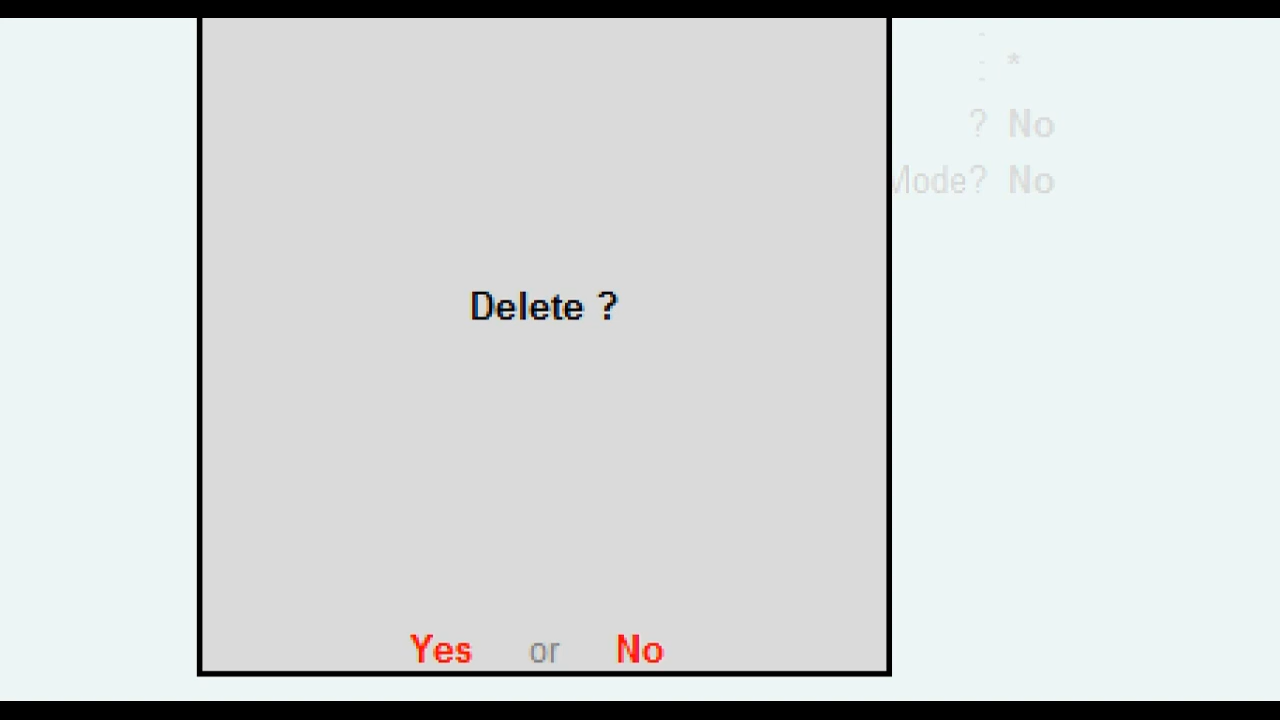 *
? No
Mode? No
Delete ?
Yes or No